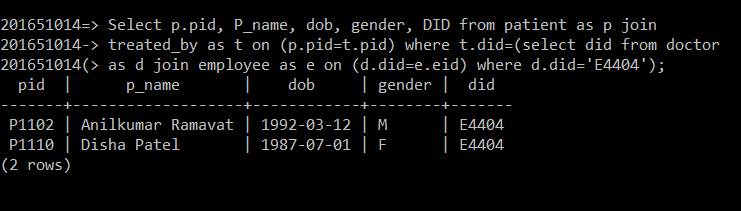 201651014=> Select p.pid, P_name, dob, gender, DID from patient as p join
201651014-> treated_by as t on (p.pid=t.pid) where t.did=(select did from doctor
201651014(> as d join employee as e on (d.did=e.eid) where d.did='E4404');
  pid  |      p_name       |    dob     | gender |  did
-------+-------------------+------------+--------+-------
 P1102 | Anilkumar Ramavat | 1992-03-12 | M      | E4404
 P1110 | Disha Patel       | 1987-07-01 | F      | E4404
(2 rows)